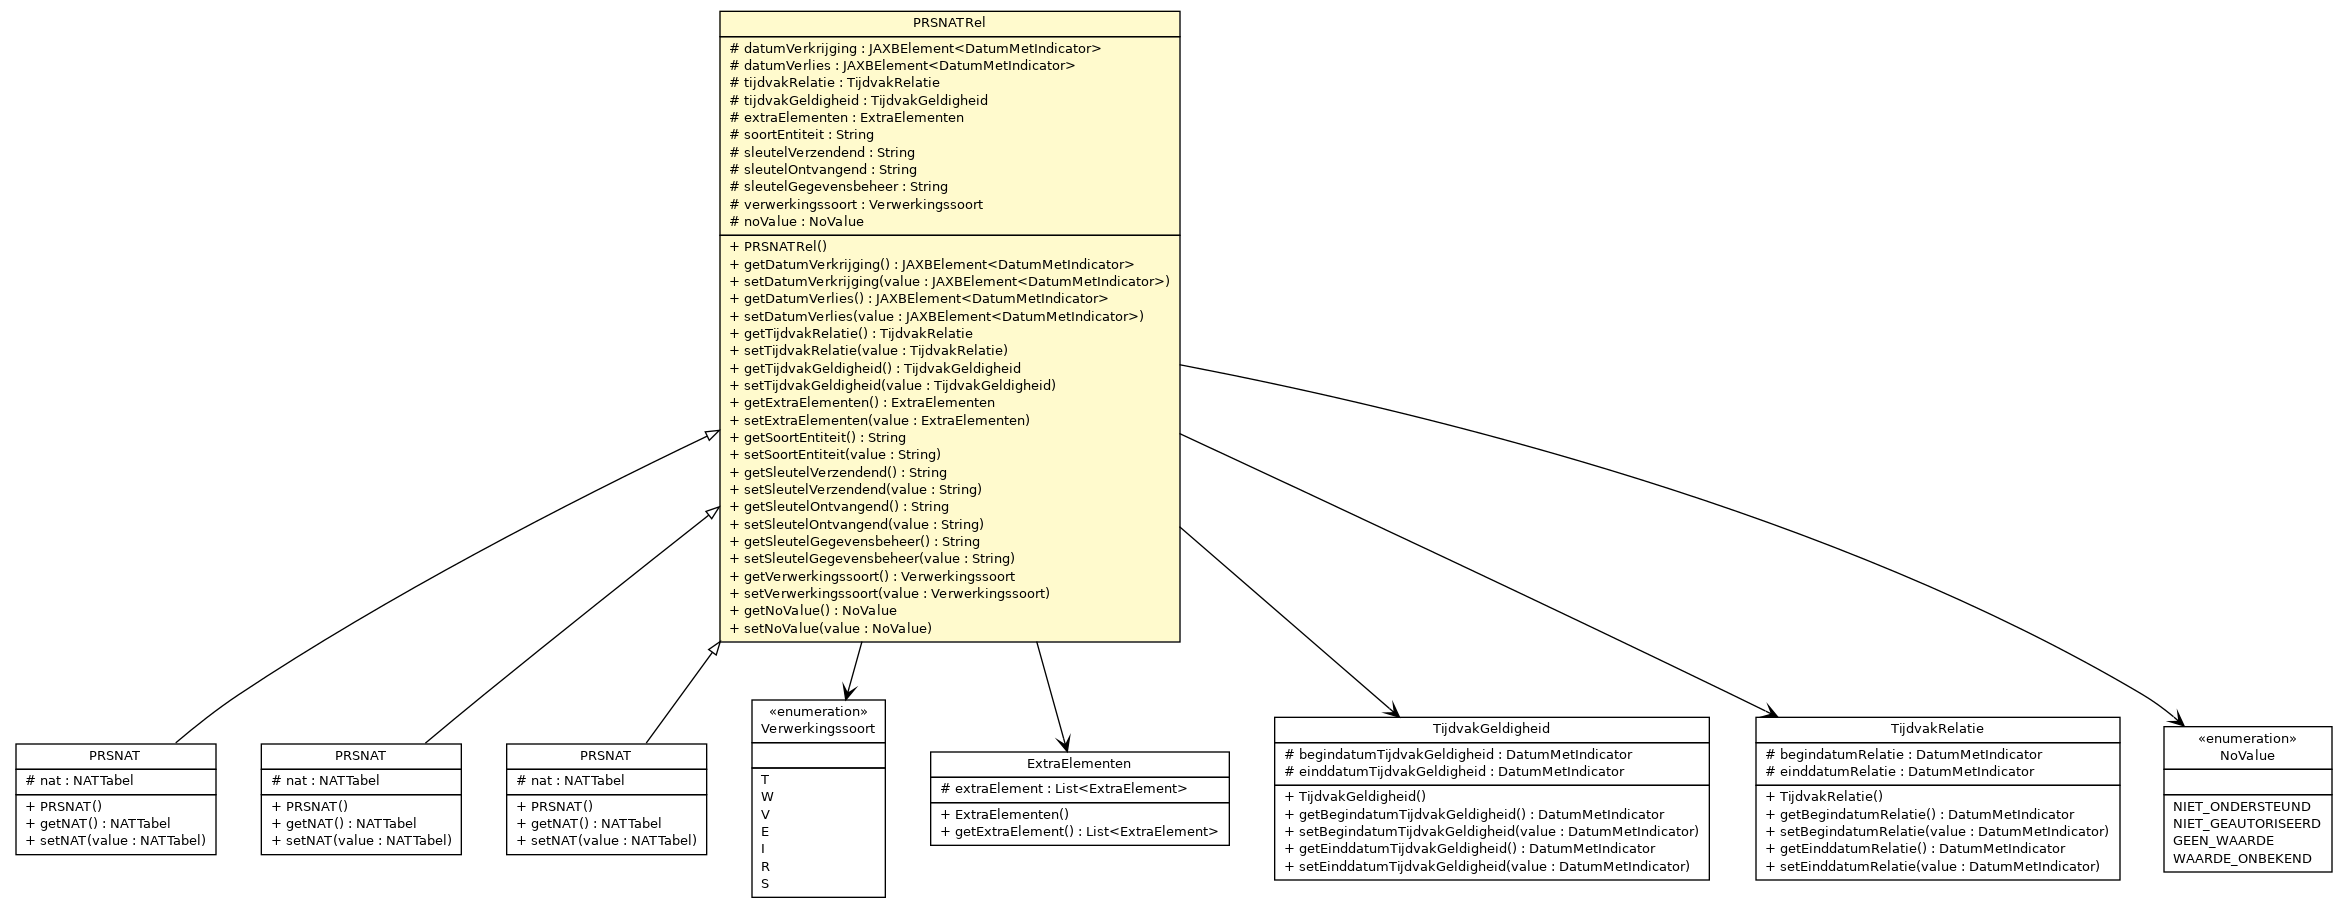 PRSNATRel
# datumVerkrijging : JAXBElement<DatumMetIndicator>
# datumVerlies : JAXBElement<DatumMetIndicator>
# tijdvakRelatie : TijdvakRelatie
# tijdvakGeldigheid : TijdvakGeldigheid
# extraElementen : ExtraElementen
# soortEntiteit : String
# sleutelVerzendend : String
# sleutelOntvangend : String
# sleutelGegevensbeheer : String
# verwerkingssoort : Verwerkingssoort
# noValue : NoValue
+ PRSNATRel()
+ getDatumVerkrijging() : JAXBElement<DatumMetIndicator>
+ setDatumVerkrijging(value : JAXBElement<DatumMetIndicator>)
+ getDatumVerlies() : JAXBElement<DatumMetIndicator>
+ setDatumVerlies(value : JAXBElement<DatumMetIndicator>)
+ getTijdvakRelatie() : TijdvakRelatie
+ setTijdvakRelatie(value : TijdvakRelatie)
+ getTijdvakGeldigheid() : TijdvakGeldigheid
+ setTijdvakGeldigheid(value : TijdvakGeldigheid)
+ getExtraElementen() : ExtraElementen
+ setExtraElementen(value : ExtraElementen)
+ getSoortEntiteit() : String
+ setSoortEntiteit(value : String)
+ getSleutelVerzendend() : String
+ setSleutelVerzendend(value : String)
+ getSleutelOntvangend() : String
+ setSleutelOntvangend(value : String)
+ getSleutelGegevensbeheer() : String
+ setSleutelGegevensbeheer(value : String)
+ getVerwerkingssoort() : Verwerkingssoort
+ setVerwerkingssoort(value : Verwerkingssoort)
+ getNoValue() : NoValue
+ setNoValue(value : NoValue)
PRSNAT
# nat : NATTabel
+ PRSNAT()
+ getNAT() : NATTabel
+ setNAT(value : NATTabel)
PRSNAT
# nat : NATTabel
+ PRSNAT()
+ getNAT() : NATTabel
+ setNAT(value : NATTabel)
PRSNAT
# nat : NATTabel
+ PRSNAT()
+ getNAT() : NATTabel
+ setNAT(value : NATTabel)
«enumeration»
Verwerkingssoort
T
W
V
E
I
R
S
ExtraElementen
# extraElement : List<ExtraElement>
+ ExtraElementen()
+ getExtraElement() : List<ExtraElement>
TijdvakGeldigheid
# begindatumTijdvakGeldigheid : DatumMetIndicator
# einddatumTijdvakGeldigheid : DatumMetIndicator
+ TijdvakGeldigheid()
+ getBegindatumTijdvakGeldigheid() : DatumMetIndicator
+ setBegindatumTijdvakGeldigheid(value : DatumMetIndicator)
+ getEinddatumTijdvakGeldigheid() : DatumMetIndicator
+ setEinddatumTijdvakGeldigheid(value : DatumMetIndicator)
TijdvakRelatie
# begindatumRelatie : DatumMetIndicator
# einddatumRelatie : DatumMetIndicator
+ TijdvakRelatie()
+ getBegindatumRelatie() : DatumMetIndicator
+ setBegindatumRelatie(value : DatumMetIndicator)
+ getEinddatumRelatie() : DatumMetIndicator
+ setEinddatumRelatie(value : DatumMetIndicator)
«enumeration»
NoValue
NIET_ONDERSTEUND
NIET_GEAUTORISEERD
GEEN_WAARDE
WAARDE_ONBEKEND